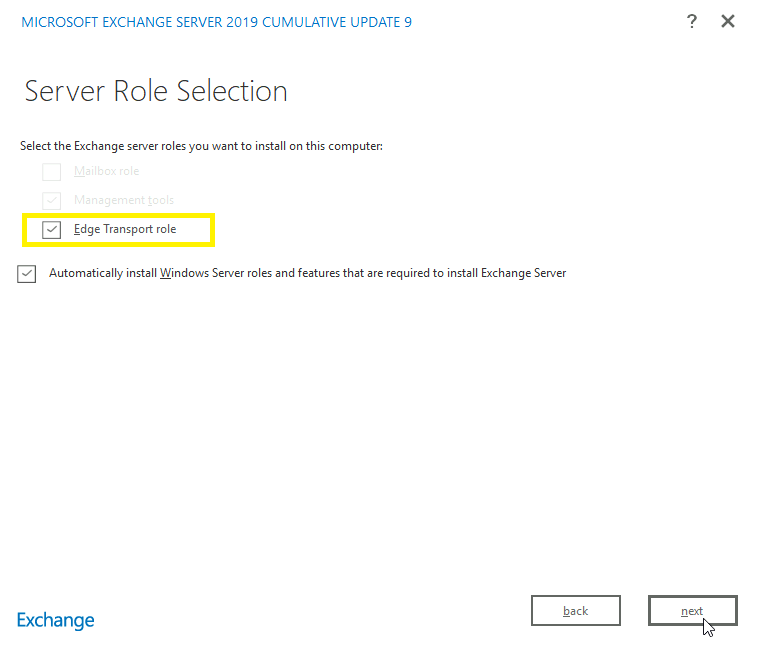 MICROSOFT EXCHANGE SERVER 2019 CUMULATIVE UPDATE 9
?
Server Role Selection
Select the Exchange server roles you want to install on this computer:
Mailbox role
Management tools
Edge Transport role
Automatically install Windows Server roles and features that are required to install Exchange Server
back
next
Exchange